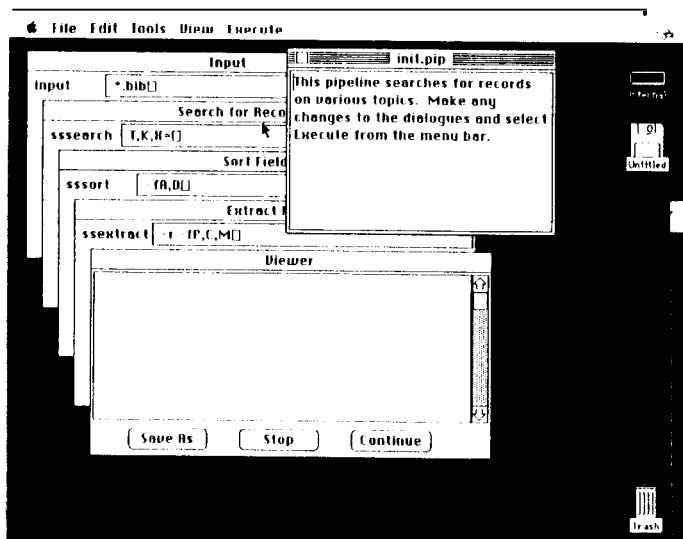 File Edit Tools View Execute
Input
input *.bib[]
init.pip
This pipeline searches for records
on various topics. Make any
changes to the dialogues and select
Execute from the menu bar.
Search for Reco
sssearch T,K,X=[]
Sort Field
sssort -fA,D[]
Extract
ssextract -r -fP,C,M[]
Viewer
Save As Stop Continue
Internal
Untitled
Trash